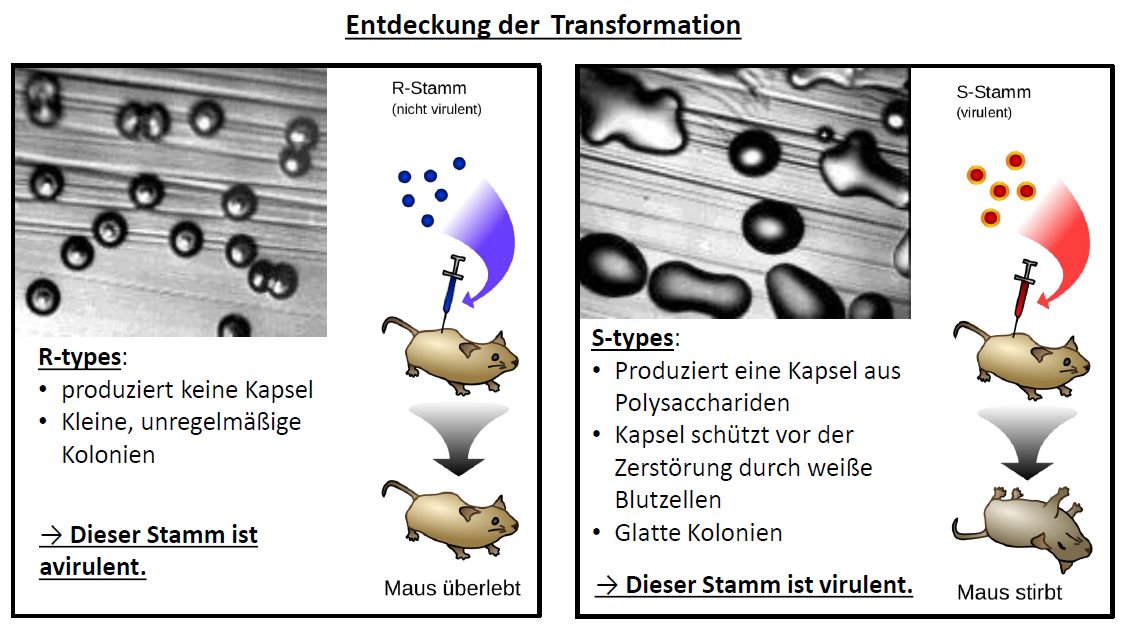 Entdeckung der Transformation
R-Stamm
(nicht virulent)
R-types:
• produziert keine Kapsel
• Kleine, unregelmäßige
Kolonien
→ Dieser Stamm ist
avirulent.
Maus überlebt
S-Stamm
(virulent)
S-types:
• Produziert eine Kapsel aus
Polysacchariden
• Kapsel schützt vor der
Zerstörung durch weiße
Blutzellen
• Glatte Kolonien
→ Dieser Stamm ist virulent.
Maus stirbt